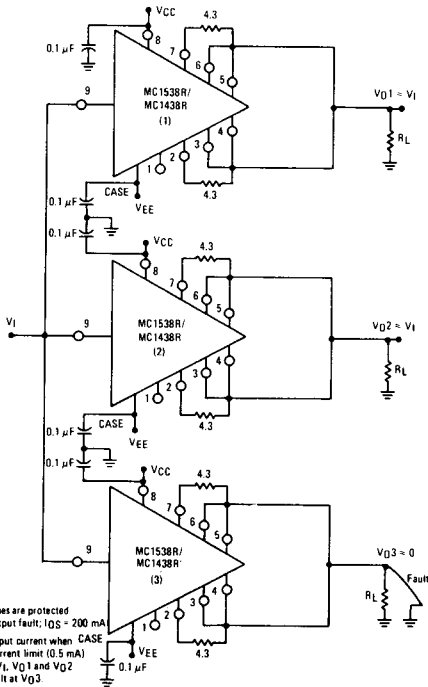 VCC
4.3
0.1 µF
8
7
6
5
9
MC1538R/
MC1438R
(1)
VO1 ≈ VI
4
3
2
1
RL
CASE
4.3
0.1 µF
VEE
0.1 µF
VCC
4.3
8
7
6
5
VI
9
MC1538R/
MC1438R
(2)
VO2 ≈ VI
4
3
2
1
RL
CASE
4.3
0.1 µF
VEE
0.1 µF
VCC
4.3
8
7
6
5
9
MC1538R/
MC1438R
(3)
VO3 ≈ 0
Fault
4
3
2
1
RL
4.3
nes are protected
tput fault; IOS = 200 mA
put current when
CASE
rrent limit (0.5 mA)
VEE
VI, VO1 and VO2
0.1 µF
lt at VO3.